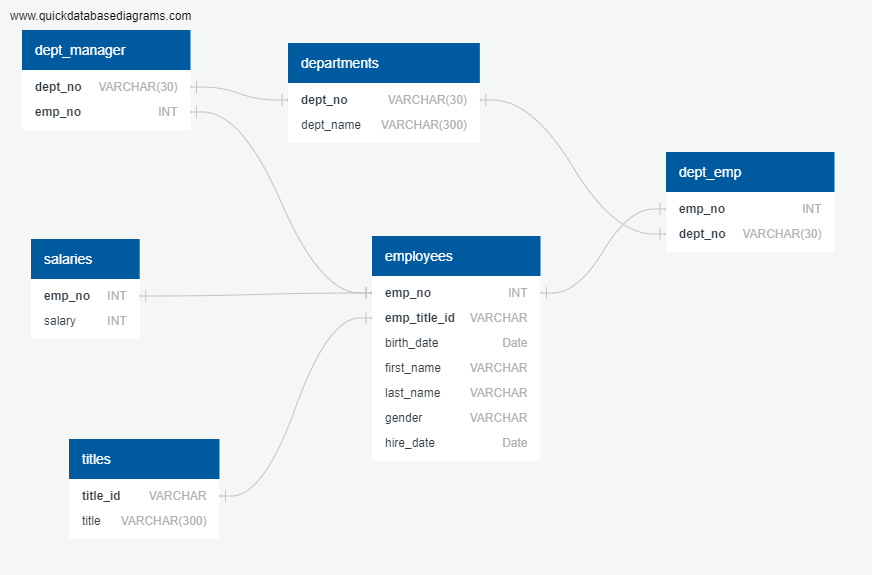 www.quickdatabasediagrams.com
dept_manager
dept_no VARCHAR(30)
emp_no INT
departments
dept_no VARCHAR(30)
dept_name VARCHAR(300)
dept_emp
emp_no INT
dept_no VARCHAR(30)
salaries
emp_no INT
salary INT
employees
emp_no INT
emp_title_id VARCHAR
birth_date Date
first_name VARCHAR
last_name VARCHAR
gender VARCHAR
hire_date Date
titles
title_id VARCHAR
title VARCHAR(300)